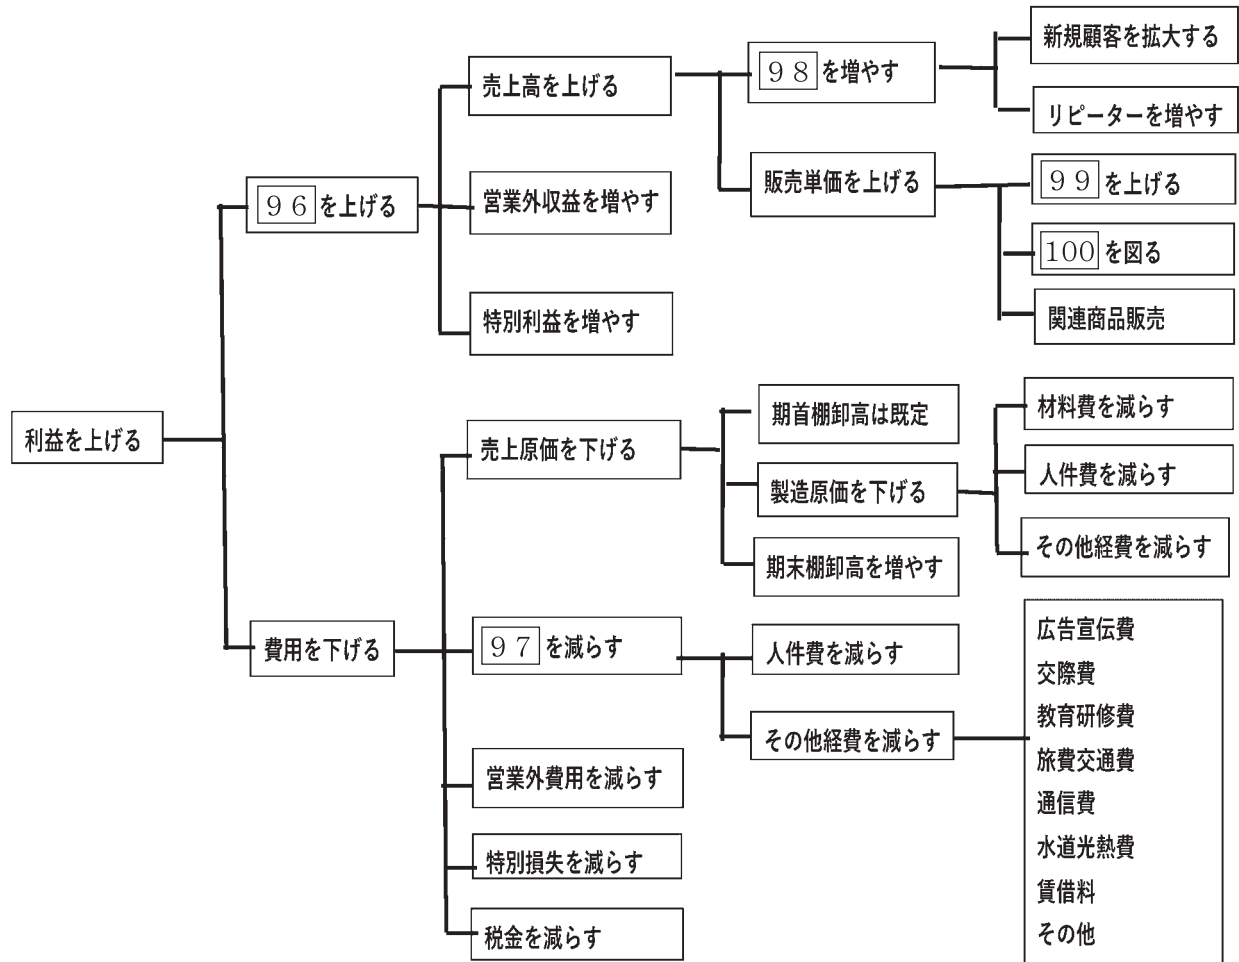 利益を上げる
９６を上げる
費用を下げる
売上高を上げる
営業外収益を増やす
特別利益を増やす
売上原価を下げる
９７を減らす
営業外費用を減らす
特別損失を減らす
税金を減らす
９８を増やす
販売単価を上げる
期首棚卸高は既定
製造原価を下げる
期末棚卸高を増やす
人件費を減らす
その他経費を減らす
新規顧客を拡大する
リピーターを増やす
９９を上げる
100を図る
関連商品販売
材料費を減らす
人件費を減らす
その他経費を減らす
広告宣伝費
交際費
教育研修費
旅費交通費
通信費
水道光熱費
賃借料
その他